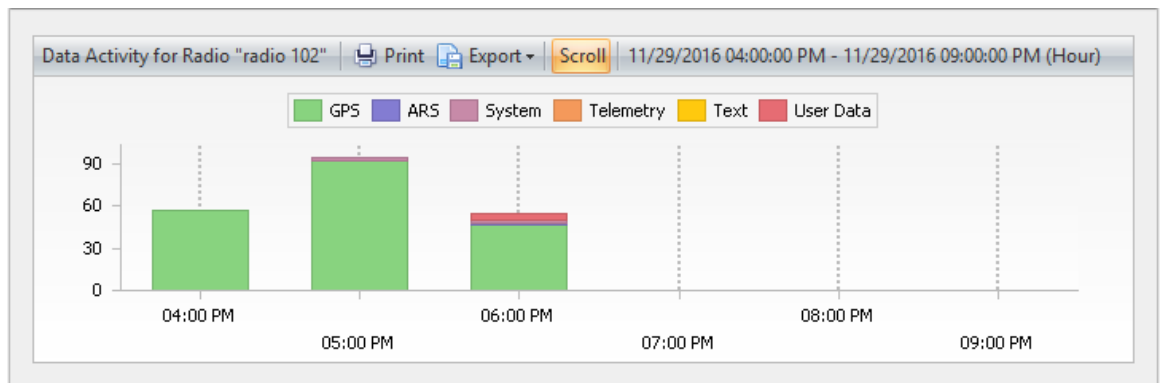 Data Activity for Radio "radio 102" Print Export Scroll 11/29/2016 04:00:00 PM - 11/29/2016 09:00:00 PM (Hour)
GPS ARS System Telemetry Text User Data
90
60
30
0
04:00 PM 06:00 PM 08:00 PM
05:00 PM 07:00 PM 09:00 PM